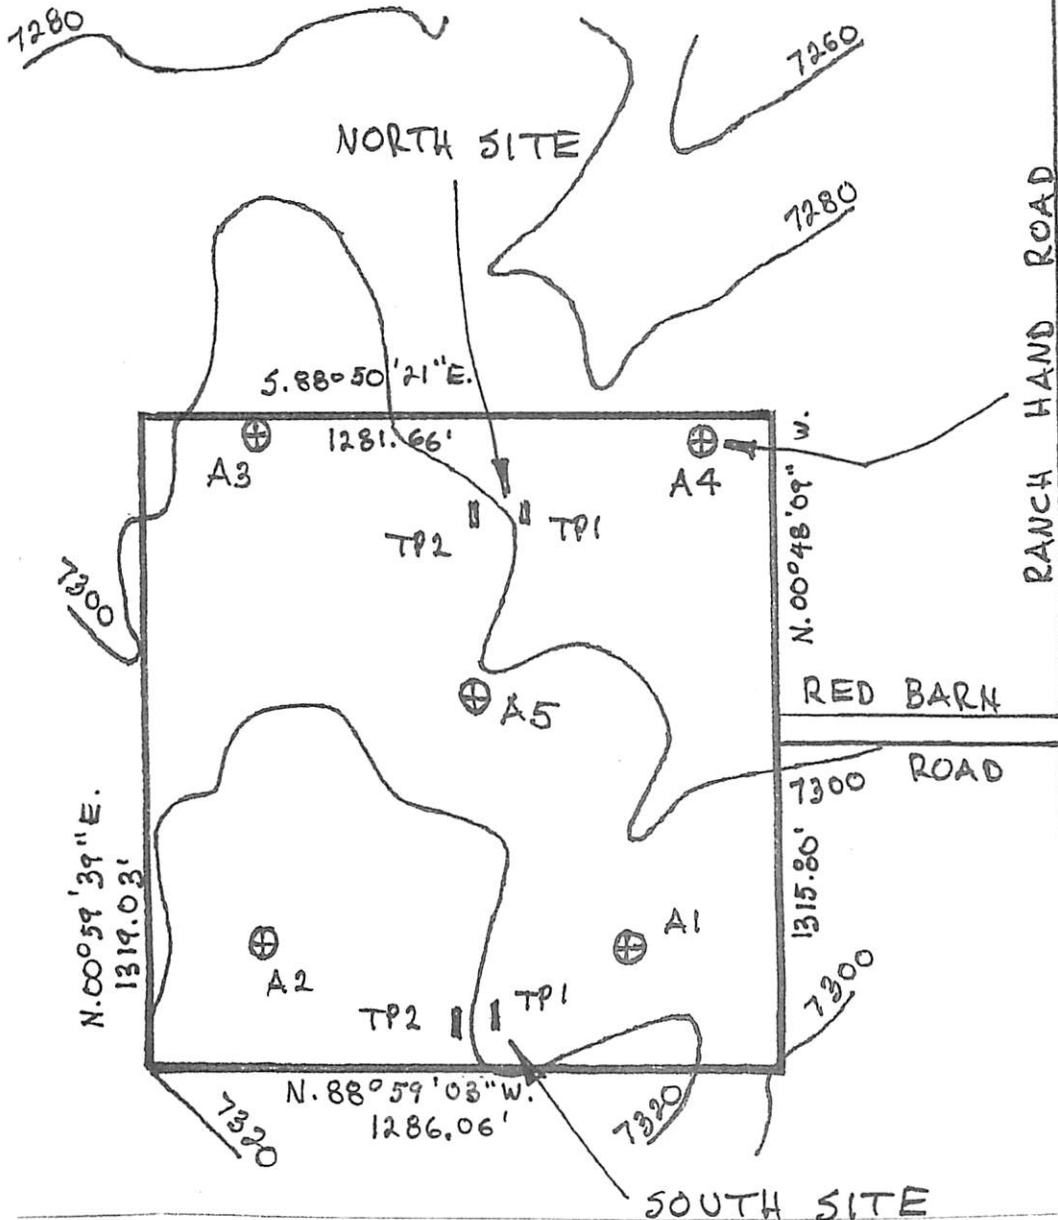 7280
7260
NORTH SITE
7280
RANCH HAND ROAD
S.88°50'21"E.
1281.66'
A3
A4
N.00°48'09" W.
1315.80'
TP2
TP1
7300
A5
RED BARN
ROAD
7300
N.00°59'39"E.
1319.03'
A1
A2
TP2
TP1
7300
N.88°59'03"W.
1286.06'
7320
7320
SOUTH SITE